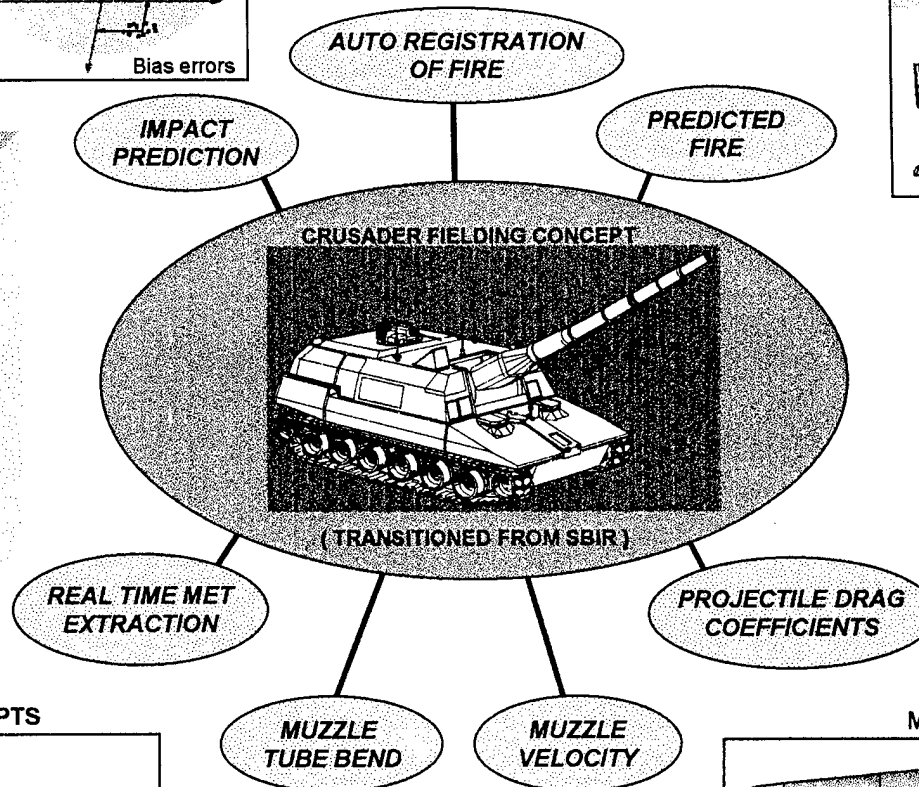 Bias errors
AUTO REGISTRATION
OF FIRE
IMPACT
PREDICTION
PREDICTED
FIRE
CRUSADER FIELDING CONCEPT
( TRANSITIONED FROM SBIR )
REAL TIME MET
EXTRACTION
PROJECTILE DRAG
COEFFICIENTS
MUZZLE
TUBE BEND
MUZZLE
VELOCITY
PTS
M